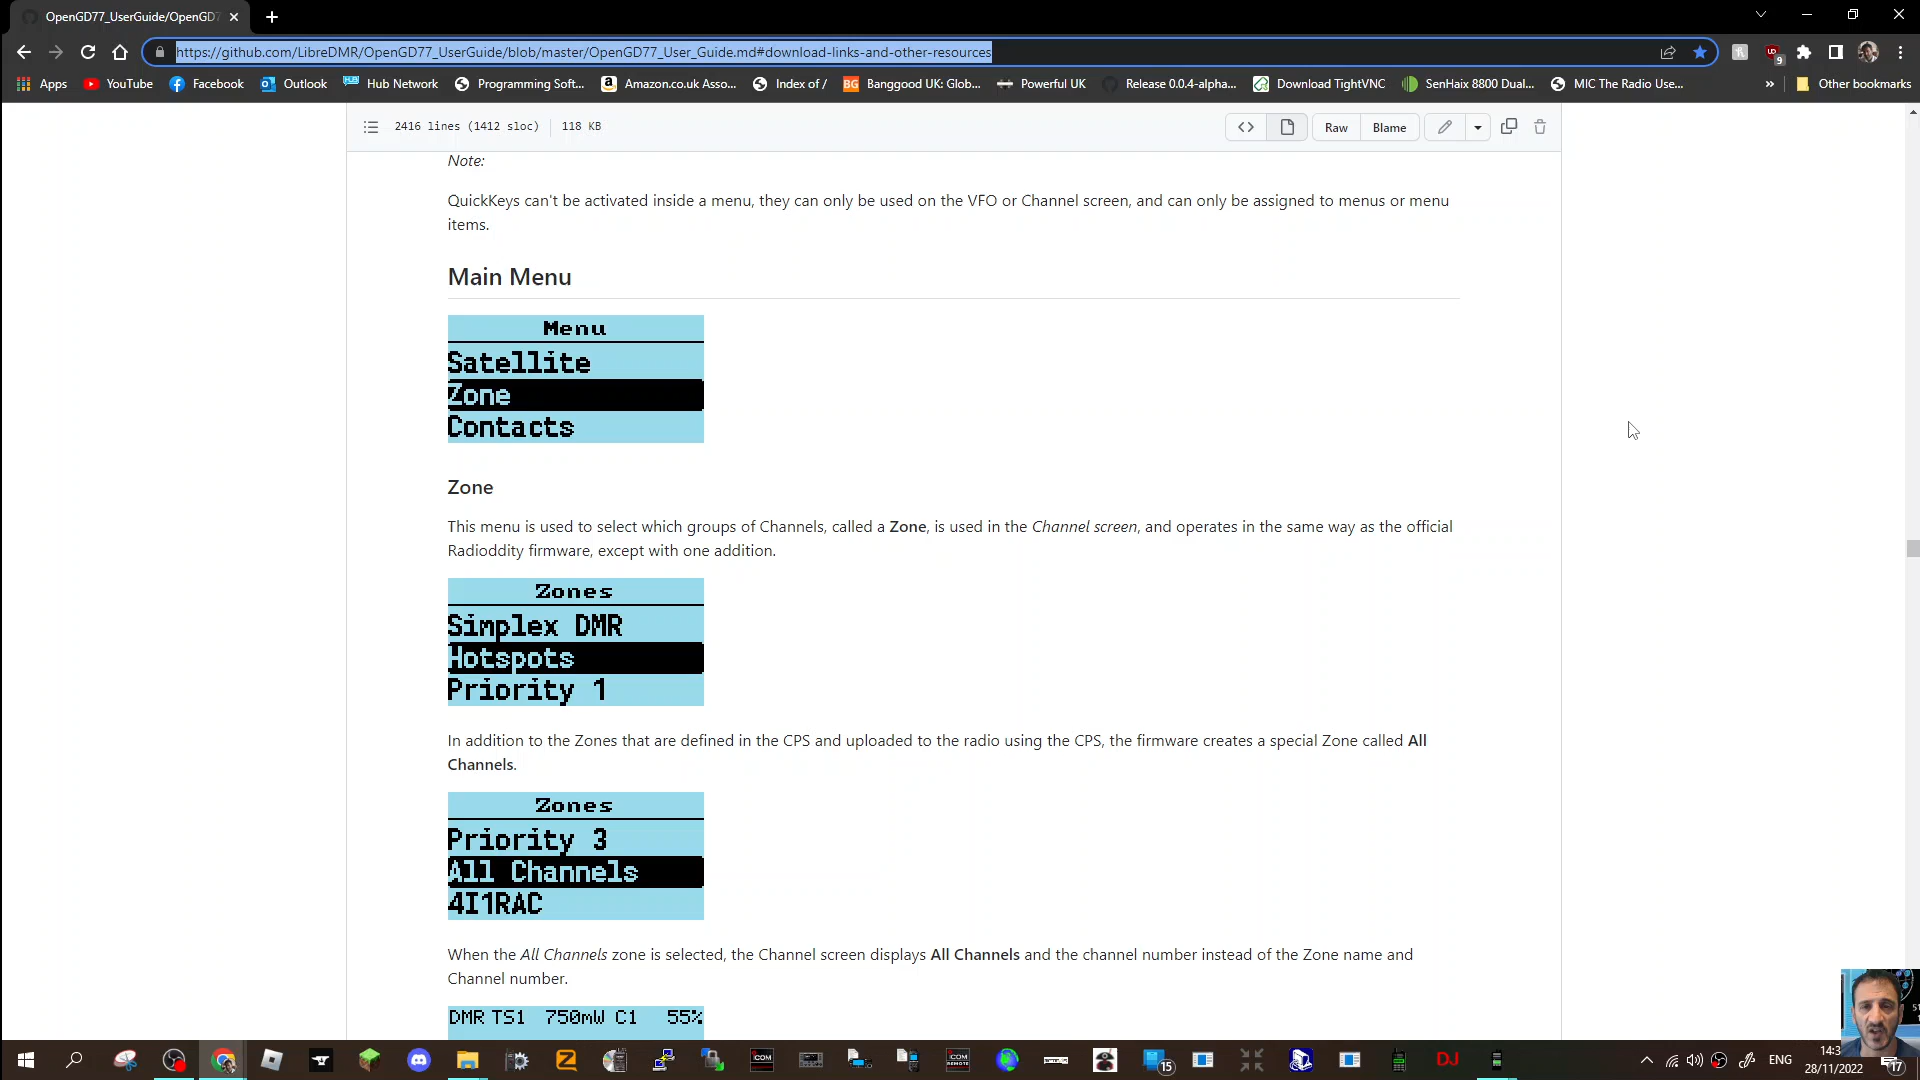 OpenGD77_UserGuide/OpenGD7
https://github.com/LibreDMR/OpenGD77_UserGuide/blob/master/OpenGD77_User_Guide.md#download-links-and-other-resources
9
Apps YouTube Facebook Outlook Hub Network Programming Soft... Amazon.co.uk Asso... Index of / BG Banggood UK: Glob... Powerful UK Release 0.0.4-alpha... Download TightVNC SenHaix 8800 Dual... MIC The Radio Use... » Other bookmarks
2416 lines (1412 sloc) 118 KB Raw Blame
Note:
QuickKeys can't be activated inside a menu, they can only be used on the VFO or Channel screen, and can only be assigned to menus or menu
items.
Main Menu
Menu
Satellite
Zone
Contacts
Zone
This menu is used to select which groups of Channels, called a Zone, is used in the Channel screen, and operates in the same way as the official
Radioddity firmware, except with one addition.
Zones
Simplex DMR
Hotspots
Priority 1
In addition to the Zones that are defined in the CPS and uploaded to the radio using the CPS, the firmware creates a special Zone called All
Channels.
Zones
Priority 3
All Channels
4I1RAC
When the All Channels zone is selected, the Channel screen displays All Channels and the channel number instead of the Zone name and
Channel number.
DMR TS1 750mW C1 55%
15 DJ ENG 14:3
28/11/2022 17